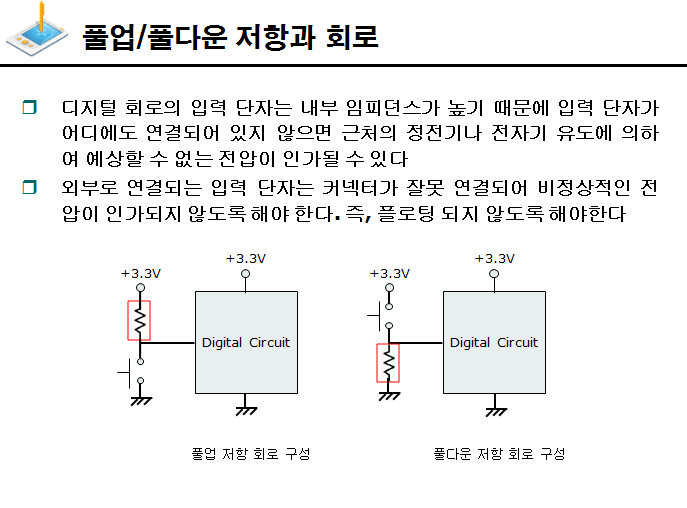 풀업/풀다운 저항과 회로
디지털 회로의 입력 단자는 내부 임피던스가 높기 때문에 입력 단자가
어디에도 연결되어 있지 않으면 근처의 정전기나 전자기 유도에 의하
여 예상할 수 없는 전압이 인가될 수 있다
외부로 연결되는 입력 단자는 커넥터가 잘못 연결되어 비정상적인 전
압이 인가되지 않도록 해야 한다. 즉, 플로팅 되지 않도록 해야한다
+3.3V
+3.3V
Digital Circuit
풀업 저항 회로 구성
+3.3V
+3.3V
Digital Circuit
풀다운 저항 회로 구성